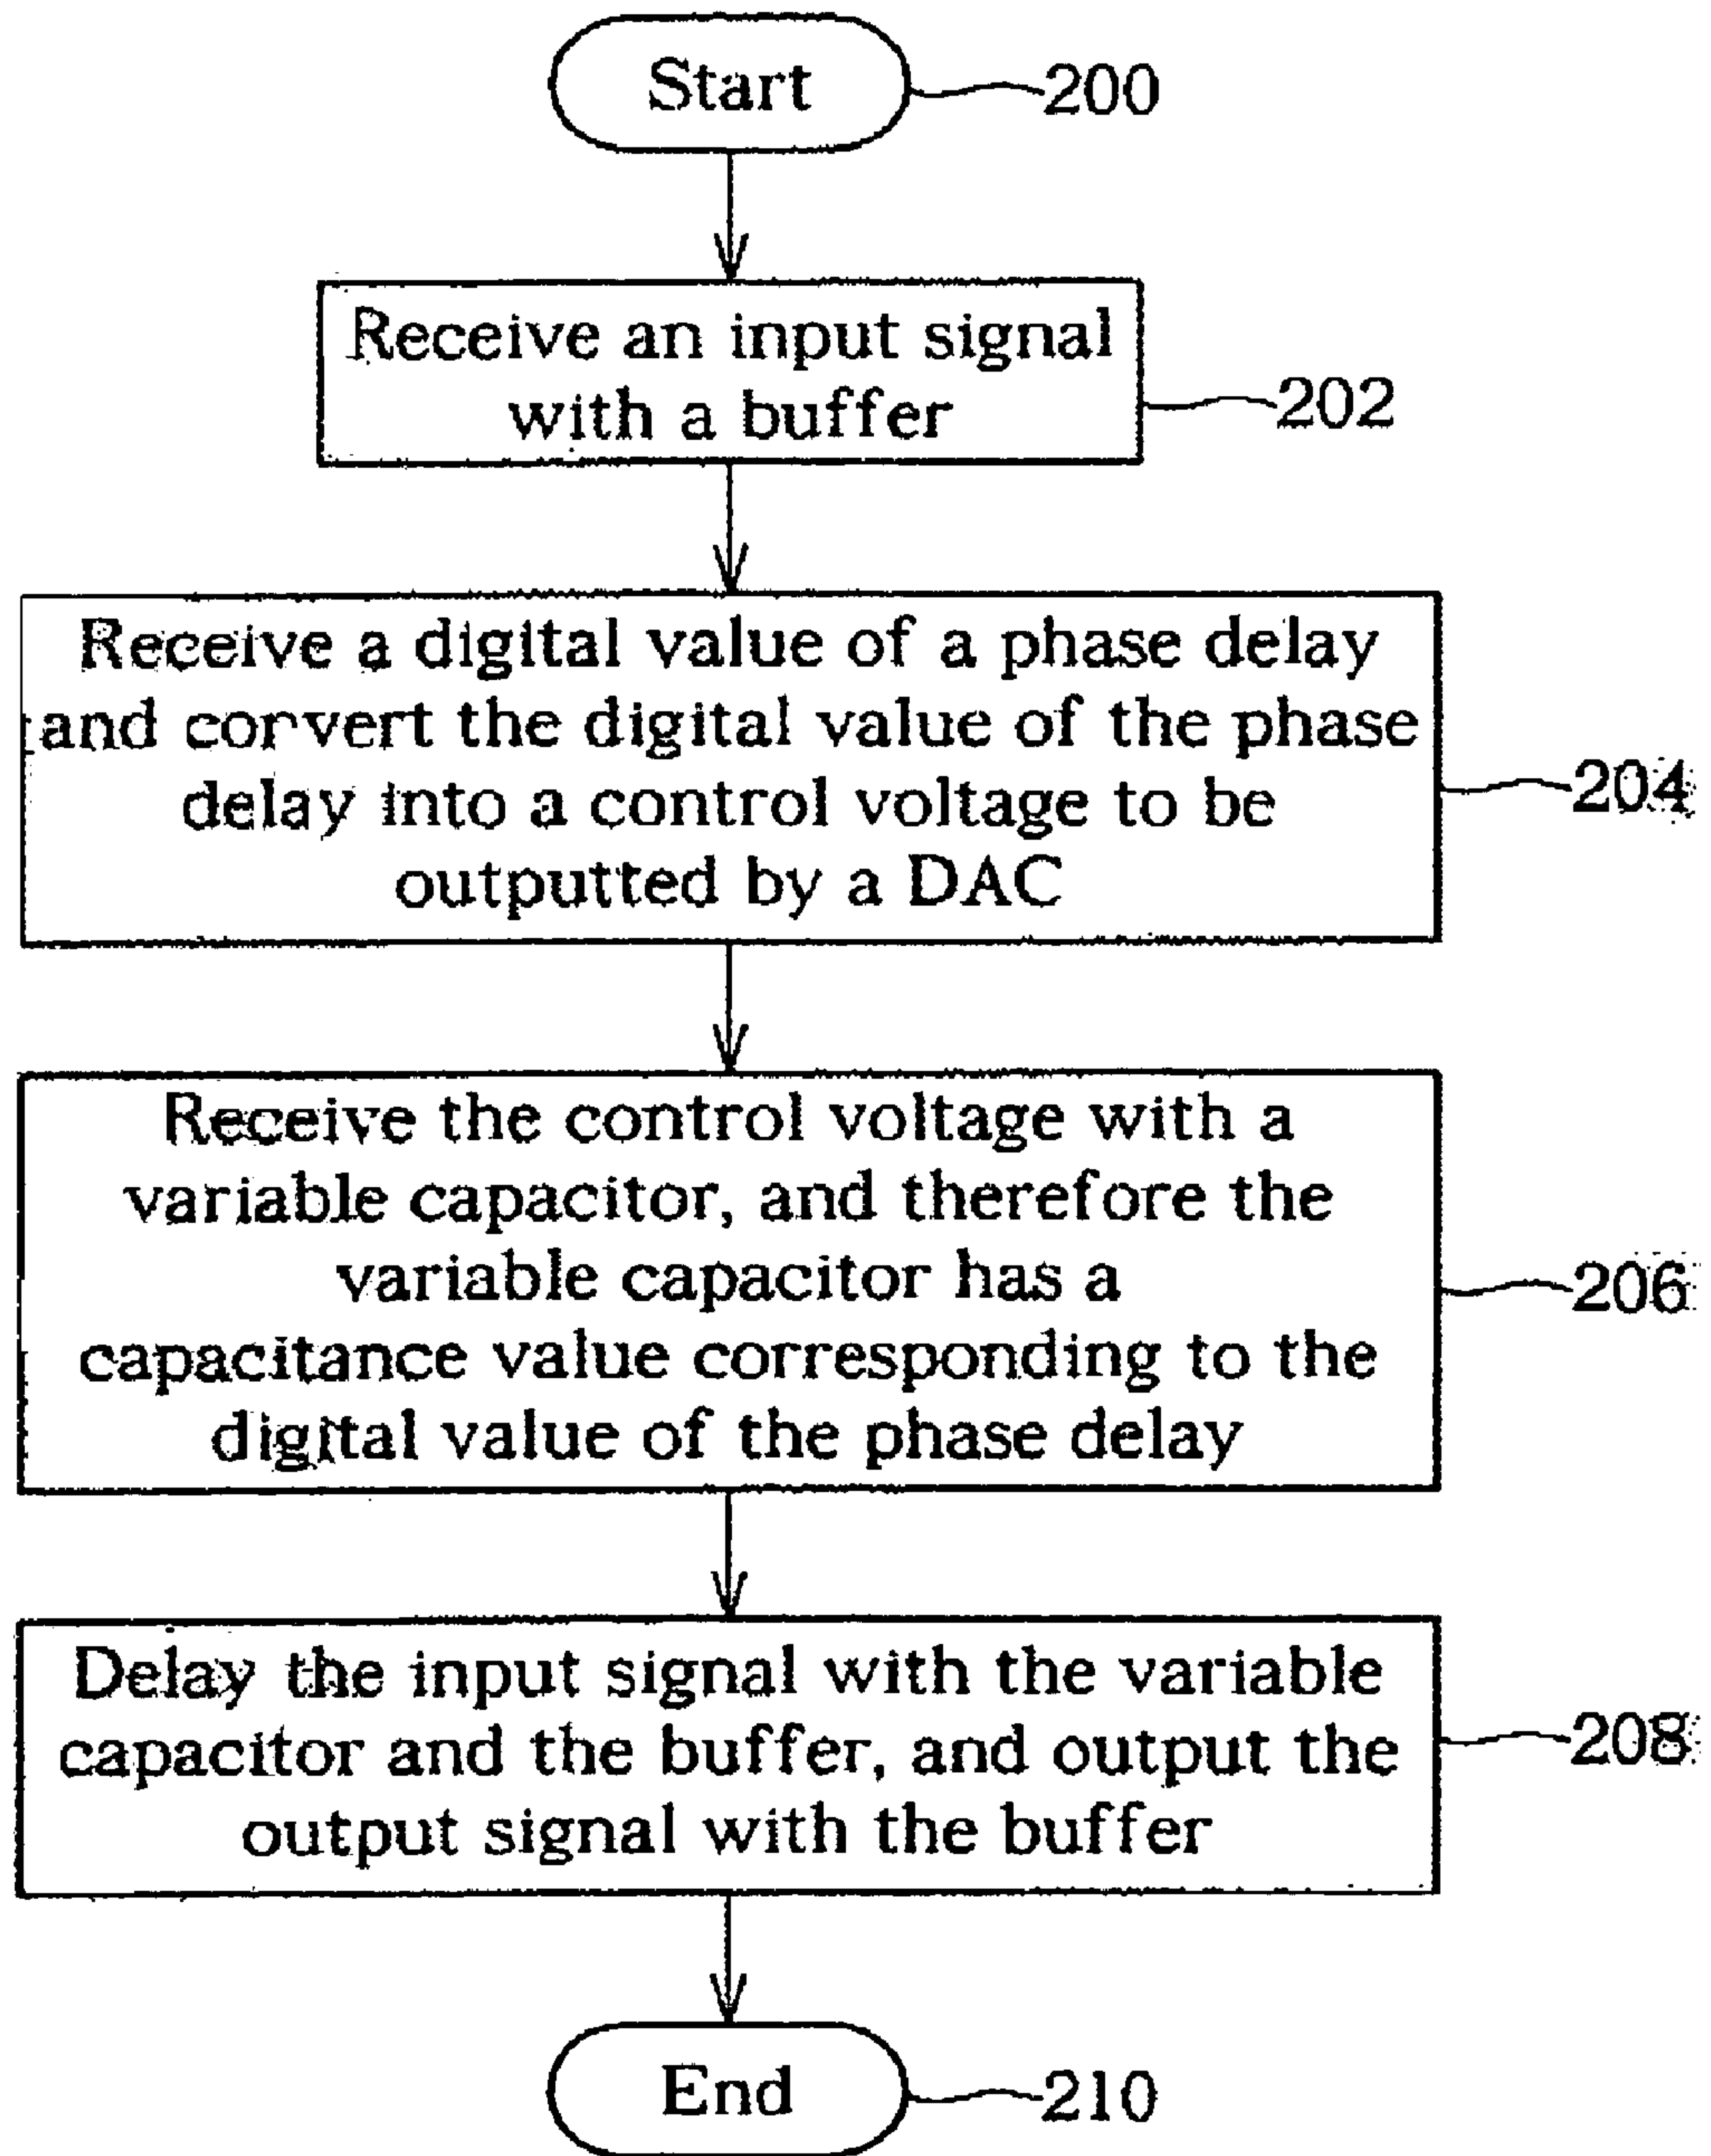 Start
200
Receive an input signal
with a buffer
202
Receive a digital value of a phase delay
and convert the digital value of the phase
delay into a control voltage to be
outputted by a DAC
204
Receive the control voltage with a
variable capacitor, and therefore the
variable capacitor has a
capacitance value corresponding to the
digital value of the phase delay
206
Delay the input signal with the variable
capacitor and the buffer, and output the
output signal with the buffer
208
End
210